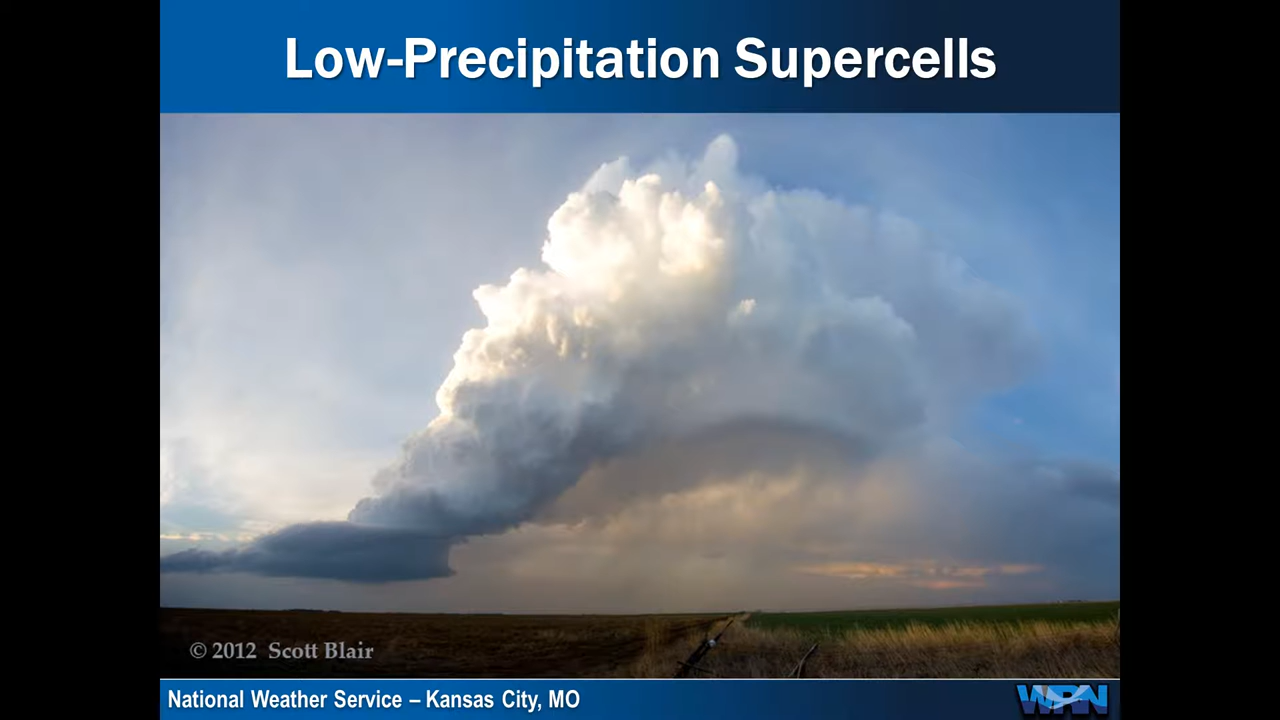 Low-Precipitation Supercells
© 2012 Scott Blair
National Weather Service – Kansas City, MO
WRN